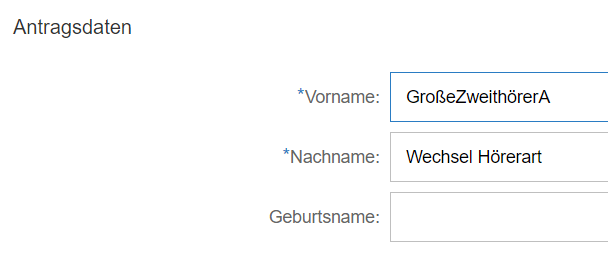 Antragsdaten
*Vorname: GroßeZweithörerA
*Nachname: Wechsel Hörerart
Geburtsname: